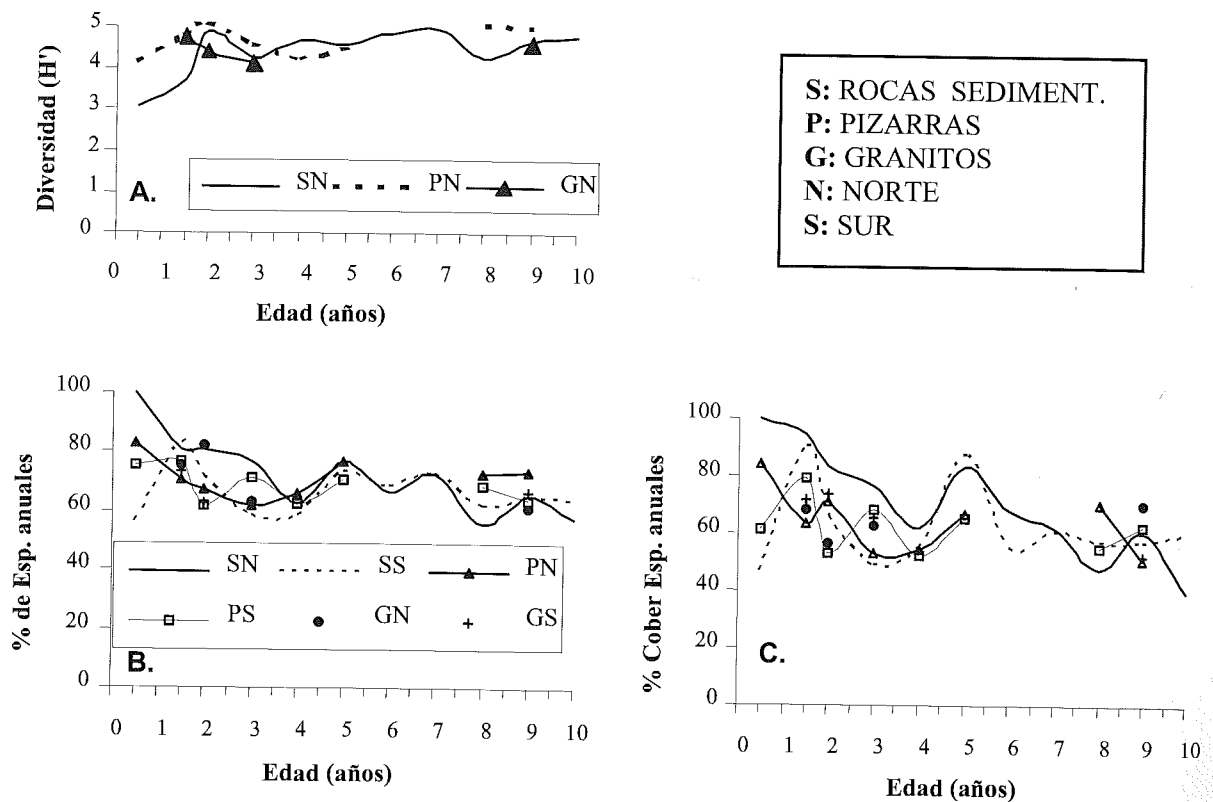 Diversidad (H')
5
4
3
2
1
0
A.
SN PN GN
0 1 2 3 4 5 6 7 8 9 10
Edad (años)
S: ROCAS SEDIMENT.
P: PIZARRAS
G: GRANITOS
N: NORTE
S: SUR
% de Esp. anuales
100
80
60
40
20
0
SN SS PN
PS GN GS
B.
0 1 2 3 4 5 6 7 8 9 10
Edad (años)
% Cober Esp. anuales
100
80
60
40
20
0
C.
0 1 2 3 4 5 6 7 8 9 10
Edad (años)